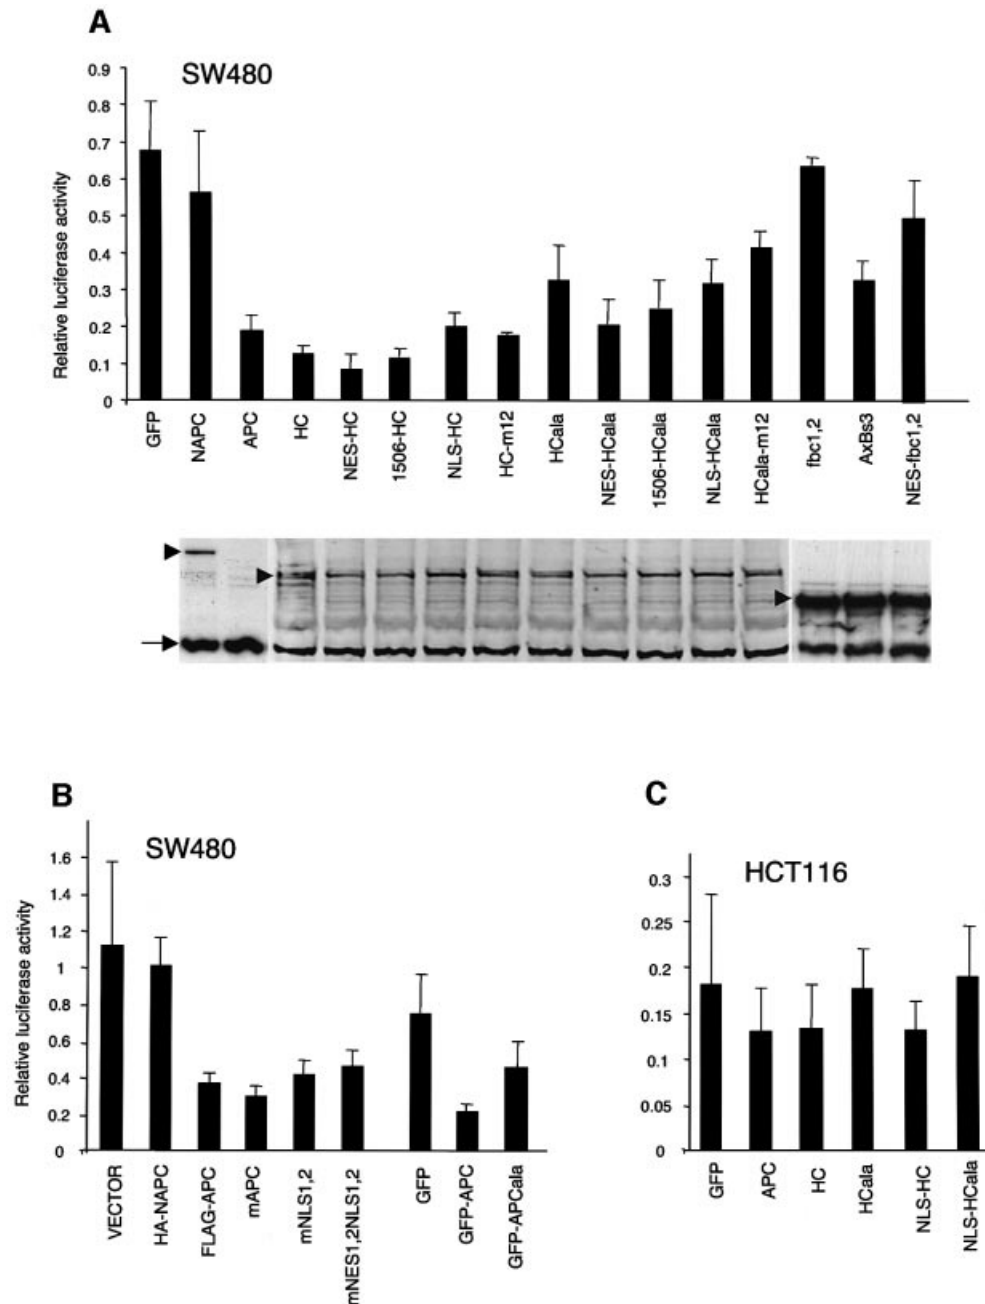 A
SW480
Relative luciferase activity
0.9
0.8
0.7
0.6
0.5
0.4
0.3
0.2
0.1
0
GFP
NAPC
APC
HC
NES-HC
1506-HC
NLS-HC
HC-m12
HCala
NES-HCala
1506-HCala
NLS-HCala
HCala-m12
fbc1,2
AxBs3
NES-fbc1,2
B
SW480
Relative luciferase activity
1.6
1.4
1.2
1
0.8
0.6
0.4
0.2
0
VECTOR
HA-NAPC
FLAG-APC
mAPC
mNLS1,2
mNES1,2NLS1,2
GFP
GFP-APC
GFP-APCala
C
HCT116
0.3
0.25
0.2
0.15
0.1
0.05
0
GFP
APC
HC
HCala
NLS-HC
NLS-HCala